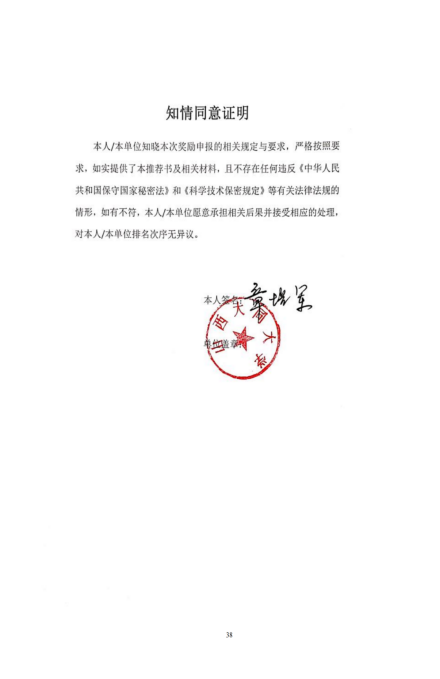 知情同意证明
本人/本单位知晓本次奖励申报的相关规定与要求，严格按照要
求，如实提供了本推荐书及相关材料，且不存在任何违反《中华人民
共和国保守国家秘密法》和《科学技术保密规定》等有关法律法规的
情形，如有不符，本人/本单位愿意承担相关后果并接受相应的处理，
对本人/本单位排名次序无异议。
本人签名：
山西大同大学
单位盖章：
38